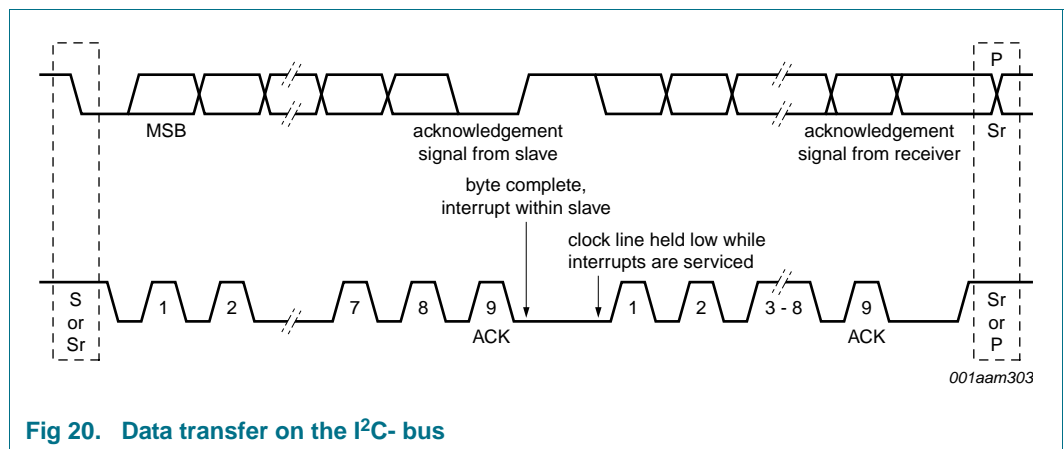 P
MSB
acknowledgement
signal from slave
acknowledgement
signal from receiver
Sr
byte complete,
interrupt within slave
clock line held low while
interrupts are serviced
S
or
Sr
1
2
7
8
9
ACK
1
2
3 - 8
9
ACK
Sr
or
P
001aam303
Fig 20. Data transfer on the I²C- bus